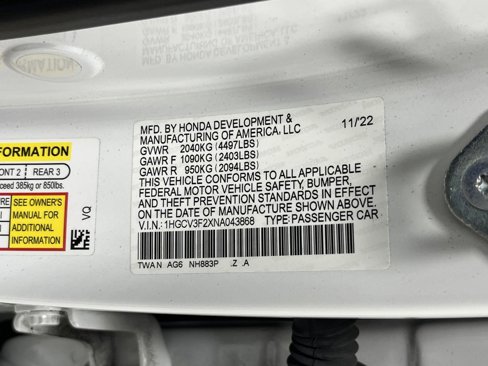 MATION
MFD. BY HONDA DEVELOPMENT &
MANUFACTURING OF AMERICA, LLC 11/'22
GVWR 2040KG (4497LBS)
GAWR F 1090KG (2403LBS)
GAWR R 950KG (2094LBS)
THIS VEHICLE CONFORMS TO ALL APPLICABLE
FEDERAL MOTOR VEHICLE SAFETY, BUMPER,
AND THEFT PREVENTION STANDARDS IN EFFECT
ON THE DATE OF MANUFACTURE SHOWN ABOVE.
V.I.N.: 1HGCV3F2XNA043868 TYPE: PASSENGER CAR
TWA N AG6 NH883P .Z .A
FORMATION
ONT 2 REAR 3
ceed 385kg or 850lbs.
RE SEE OWNER'S
MANUAL FOR
ADDITIONAL
INFORMATION
VQ